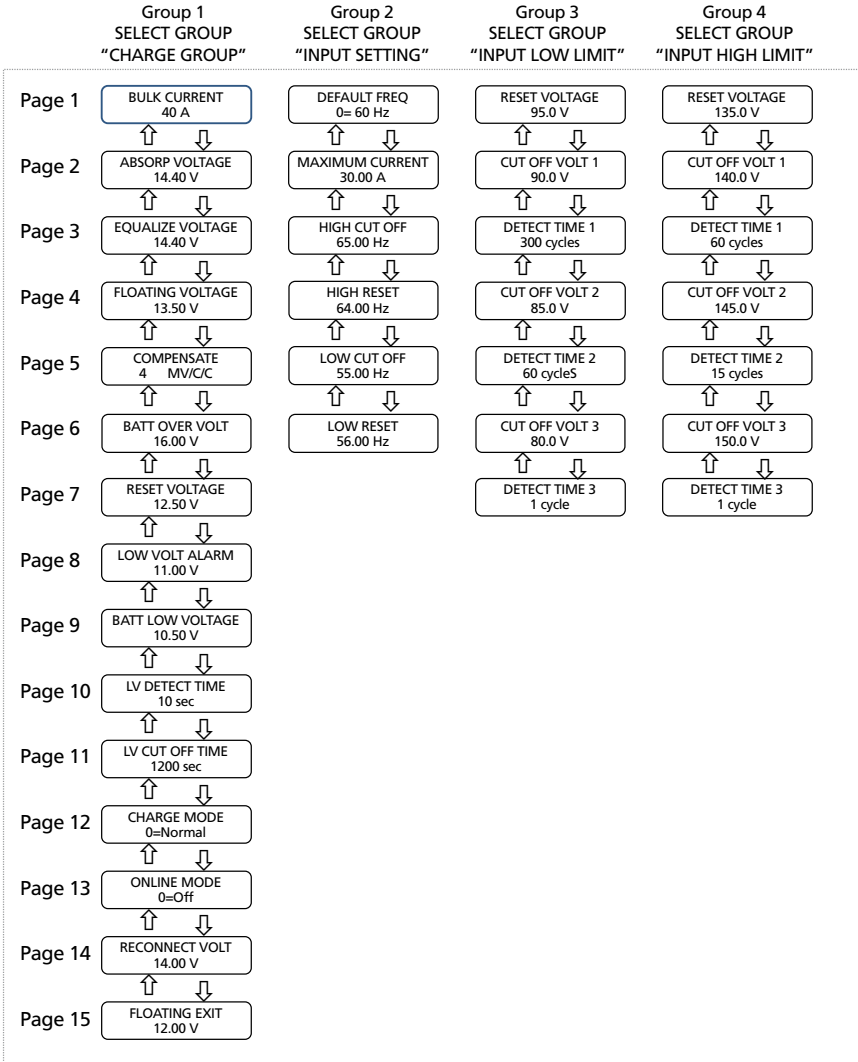 Group 1
SELECT GROUP
“CHARGE GROUP”
Group 2
SELECT GROUP
“INPUT SETTING”
Group 3
SELECT GROUP
“INPUT LOW LIMIT”
Group 4
SELECT GROUP
“INPUT HIGH LIMIT”
Page 1
BULK CURRENT
40 A
DEFAULT FREQ
0= 60 Hz
RESET VOLTAGE
95.0 V
RESET VOLTAGE
135.0 V
Page 2
ABSORP VOLTAGE
14.40 V
MAXIMUM CURRENT
30.00 A
CUT OFF VOLT 1
90.0 V
CUT OFF VOLT 1
140.0 V
Page 3
EQUALIZE VOLTAGE
14.40 V
HIGH CUT OFF
65.00 Hz
DETECT TIME 1
300 cycles
DETECT TIME 1
60 cycles
Page 4
FLOATING VOLTAGE
13.50 V
HIGH RESET
64.00 Hz
CUT OFF VOLT 2
85.0 V
CUT OFF VOLT 2
145.0 V
Page 5
COMPENSATE
4 MV/C/C
LOW CUT OFF
55.00 Hz
DETECT TIME 2
60 cycleS
DETECT TIME 2
15 cycles
Page 6
BATT OVER VOLT
16.00 V
LOW RESET
56.00 Hz
CUT OFF VOLT 3
80.0 V
CUT OFF VOLT 3
150.0 V
Page 7
RESET VOLTAGE
12.50 V
DETECT TIME 3
1 cycle
DETECT TIME 3
1 cycle
Page 8
LOW VOLT ALARM
11.00 V
Page 9
BATT LOW VOLTAGE
10.50 V
Page 10
LV DETECT TIME
10 sec
Page 11
LV CUT OFF TIME
1200 sec
Page 12
CHARGE MODE
0=Normal
Page 13
ONLINE MODE
0=Off
Page 14
RECONNECT VOLT
14.00 V
Page 15
FLOATING EXIT
12.00 V